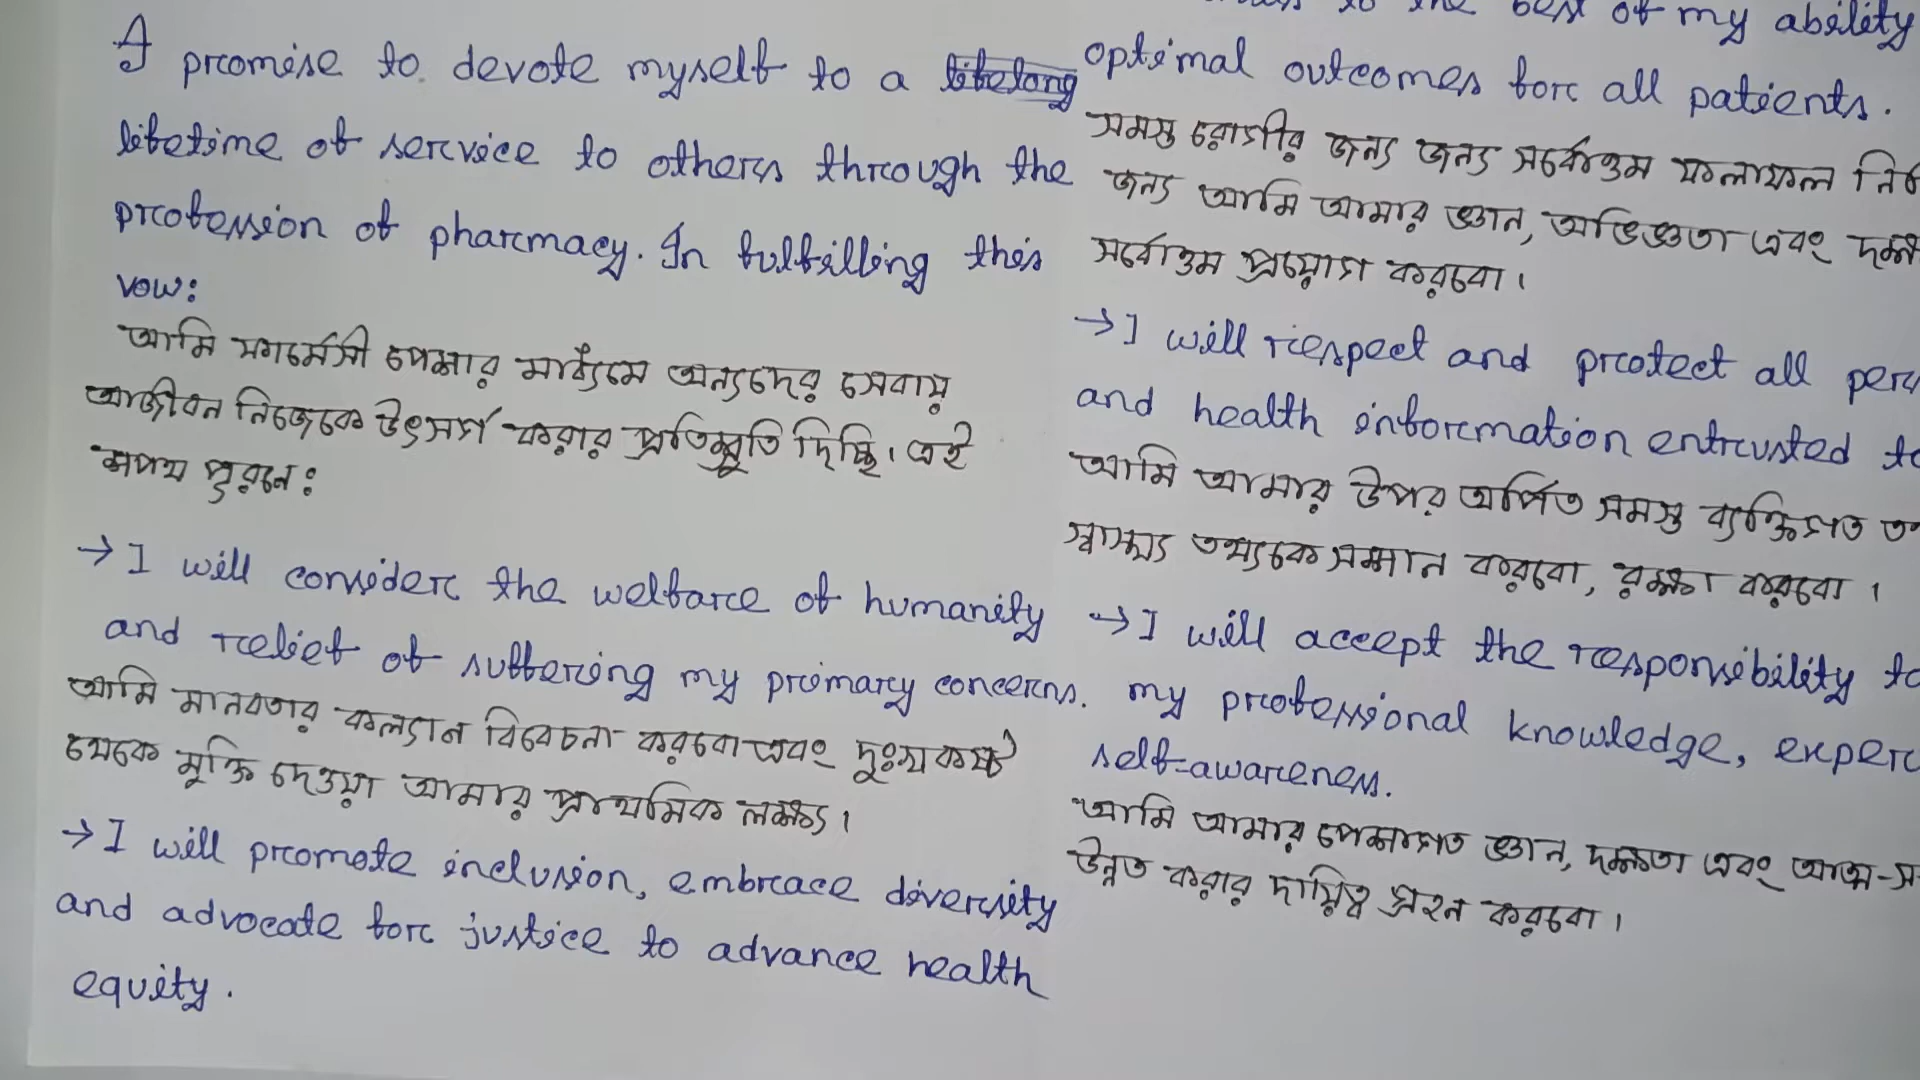 I promise to devote myself to a lifelong
lifetime of service to others through the
profession of pharmacy. In fulfilling this
vow:
আমি ফার্মেসী পেশার মাধ্যমে অন্যদের সেবায়
আজীবন নিজেকে উৎসর্গ করার প্রতিশ্রুতি দিচ্ছি। এই
শপথ পূরনে:
→ I will consider the welfare of humanity
and relief of suffering my primary concerns.
আমি মানবতার কল্যান বিবেচনা করবো এবং দুঃখ কষ্ট
থেকে মুক্তি দেওয়া আমার প্রাথমিক লক্ষ্য।
→ I will promote inclusion, embrace diversity
and advocate for justice to advance health
equity.
to the best of my ability
optimal outcomes for all patients.
সমস্ত রোগীর জন্য জন্য সর্বোত্তম ফলাফল
জন্য আমি আমার জ্ঞান, অভিজ্ঞতা এবং
সর্বোত্তম প্রয়োগ করবো।
→ I will respect and protect all
and health information entrusted to
আমি আমার উপর অর্পিত সমস্ত ব্যক্তিগত
স্বাস্থ্য তথ্যকে সম্মান করবো, রক্ষা করবো।
→ I will accept the responsibility to
my professional knowledge,
self-awareness.
আমি আমার পেশাগত জ্ঞান, দক্ষতা এবং
উন্নত করার দায়িত্ব গ্রহন করবো।